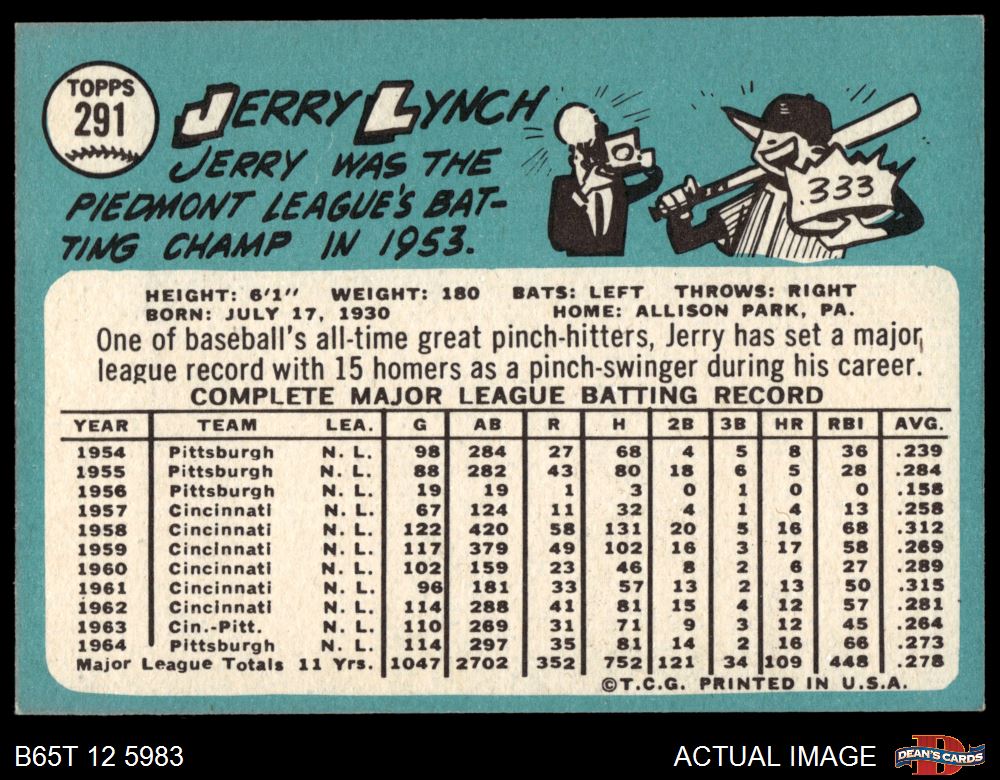 TOPPS
291
JERRY LYNCH
JERRY WAS THE
PIEDMONT LEAGUE'S BAT-
TING CHAMP IN 1953.
.333
HEIGHT: 6'1" WEIGHT: 180 BATS: LEFT THROWS: RIGHT
BORN: JULY 17, 1930 HOME: ALLISON PARK, PA.
One of baseball's all-time great pinch-hitters, Jerry has set a major
league record with 15 homers as a pinch-swinger during his career.
COMPLETE MAJOR LEAGUE BATTING RECORD
YEAR TEAM LEA. G AB R H 2B 3B HR RBI AVG.
1954 Pittsburgh N. L. 98 284 27 68 4 5 8 36 .239
1955 Pittsburgh N. L. 88 282 43 80 18 6 5 28 .284
1956 Pittsburgh N. L. 19 19 1 3 0 1 0 0 .158
1957 Cincinnati N. L. 67 124 11 32 4 1 4 13 .258
1958 Cincinnati N. L. 122 420 58 131 20 5 16 68 .312
1959 Cincinnati N. L. 117 379 49 102 16 3 17 58 .269
1960 Cincinnati N. L. 102 159 23 46 8 2 6 27 .289
1961 Cincinnati N. L. 96 181 33 57 13 2 13 50 .315
1962 Cincinnati N. L. 114 288 41 81 15 4 12 57 .281
1963 Cin.-Pitt. N. L. 110 269 31 71 9 3 12 45 .264
1964 Pittsburgh N. L. 114 297 35 81 14 2 16 66 .273
Major League Totals 11 Yrs. 1047 2702 352 752 121 34 109 448 .278
©T.C.G. PRINTED IN U.S.A.
B65T 12 5983
ACTUAL IMAGE
DEAN'S CARDS